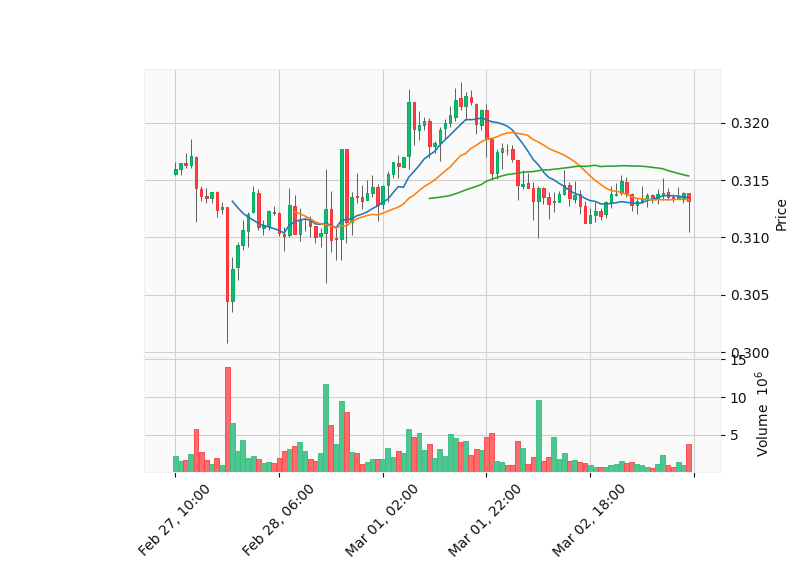 0.320
0.315
0.310
0.305
0.300
Price
15
10
5
Volume 10^6
Feb 27, 10:00
Feb 28, 06:00
Mar 01, 02:00
Mar 01, 22:00
Mar 02, 18:00